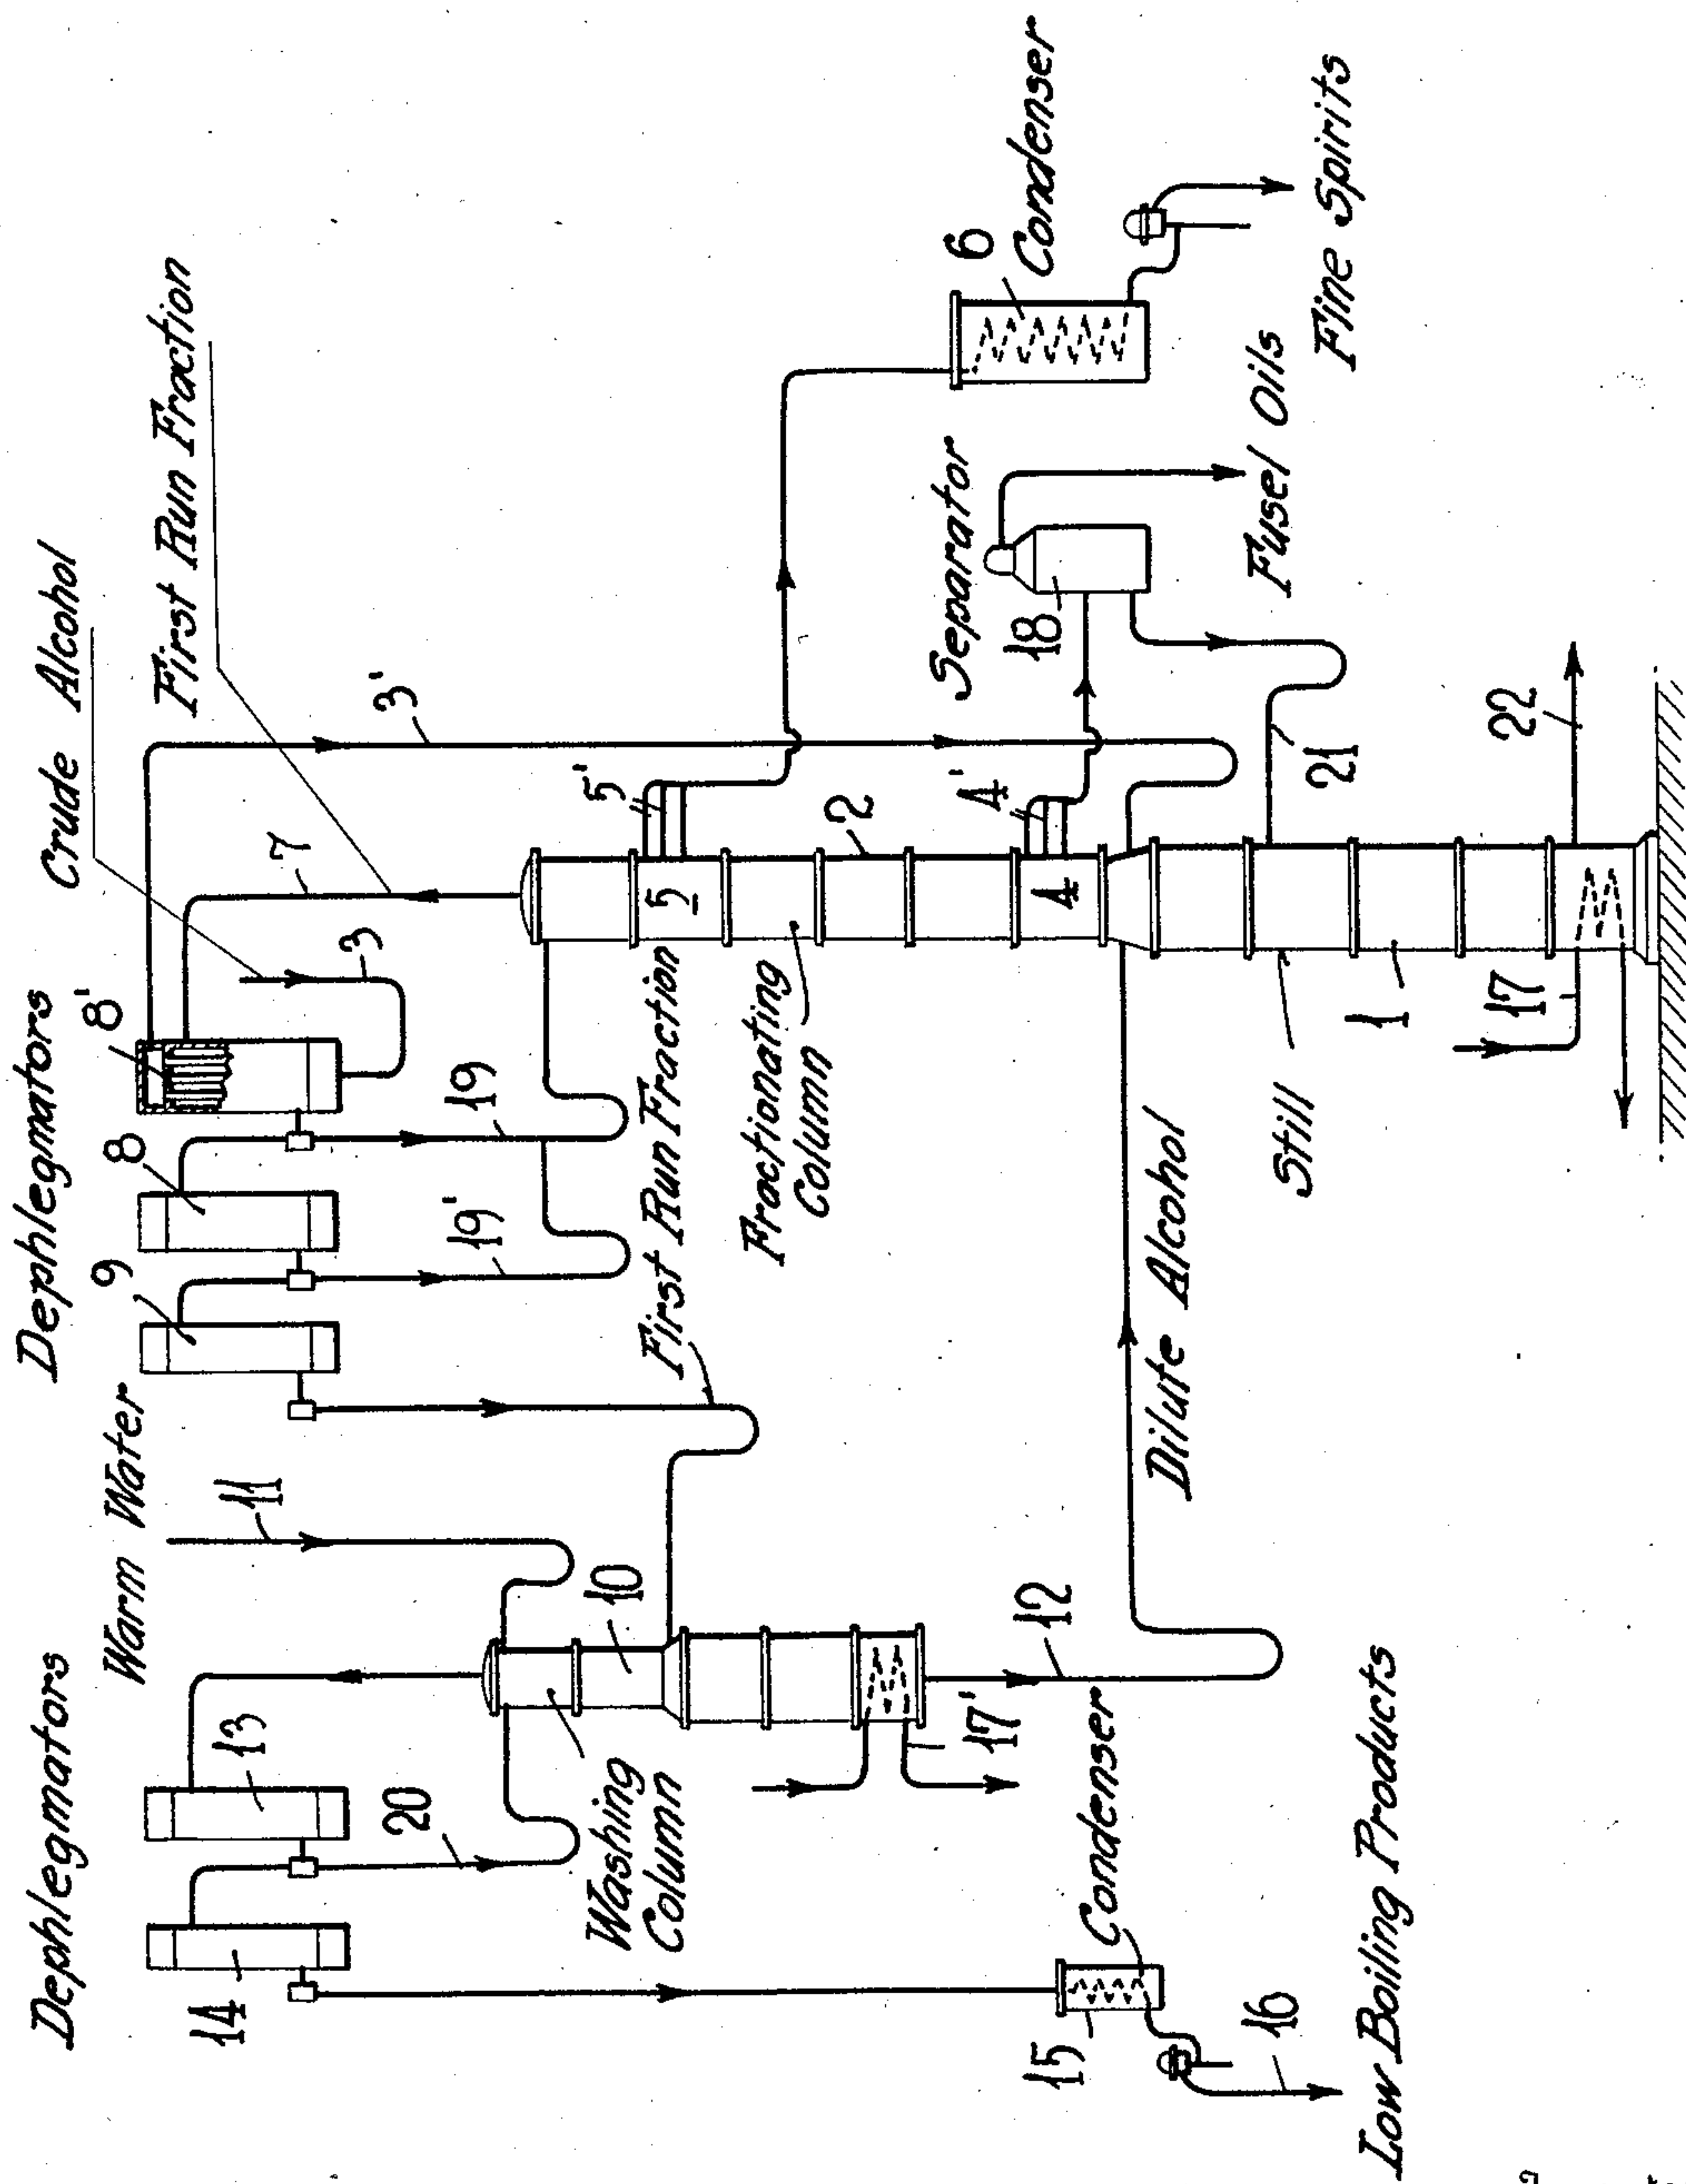 Dephlegmators
14
13
20
Warm Water
11
Washing
Column
10
17'
12
15
Condenser
16
Low Boiling Products
Dephlegmators
9
8
8'
19'
19
3
Crude Alcohol
7
First Run Fraction
3'
First Run Fraction
Fractionating
Column
5
5'
2
4
4'
Dilute Alcohol
Still
1
17
21
22
Separator
18
Fusel Oils
6
Condenser
Fine Spirits